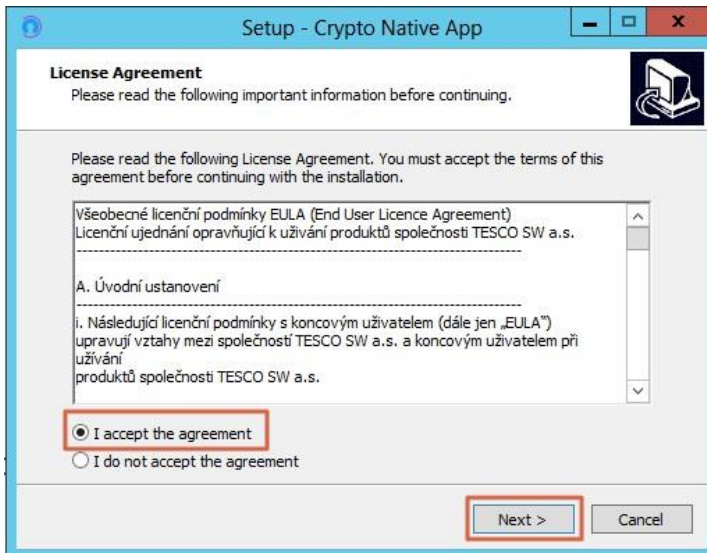 Setup - Crypto Native App
License Agreement
Please read the following important information before continuing.
Please read the following License Agreement. You must accept the terms of this
agreement before continuing with the installation.
Všeobecné licenční podmínky EULA (End User Licence Agreement)
Licenční ujednání opravňující k užívání produktů společnosti TESCO SW a.s.
-------------------------------------------------------------------------
A. Úvodní ustanovení
-------------------------------------------------------------------------
i. Následující licenční podmínky s koncovým uživatelem (dále jen „EULA“)
upravují vztahy mezi společností TESCO SW a.s. a koncovým uživatelem při
užívání
produktů společnosti TESCO SW a.s.
I accept the agreement
I do not accept the agreement
Next >
Cancel